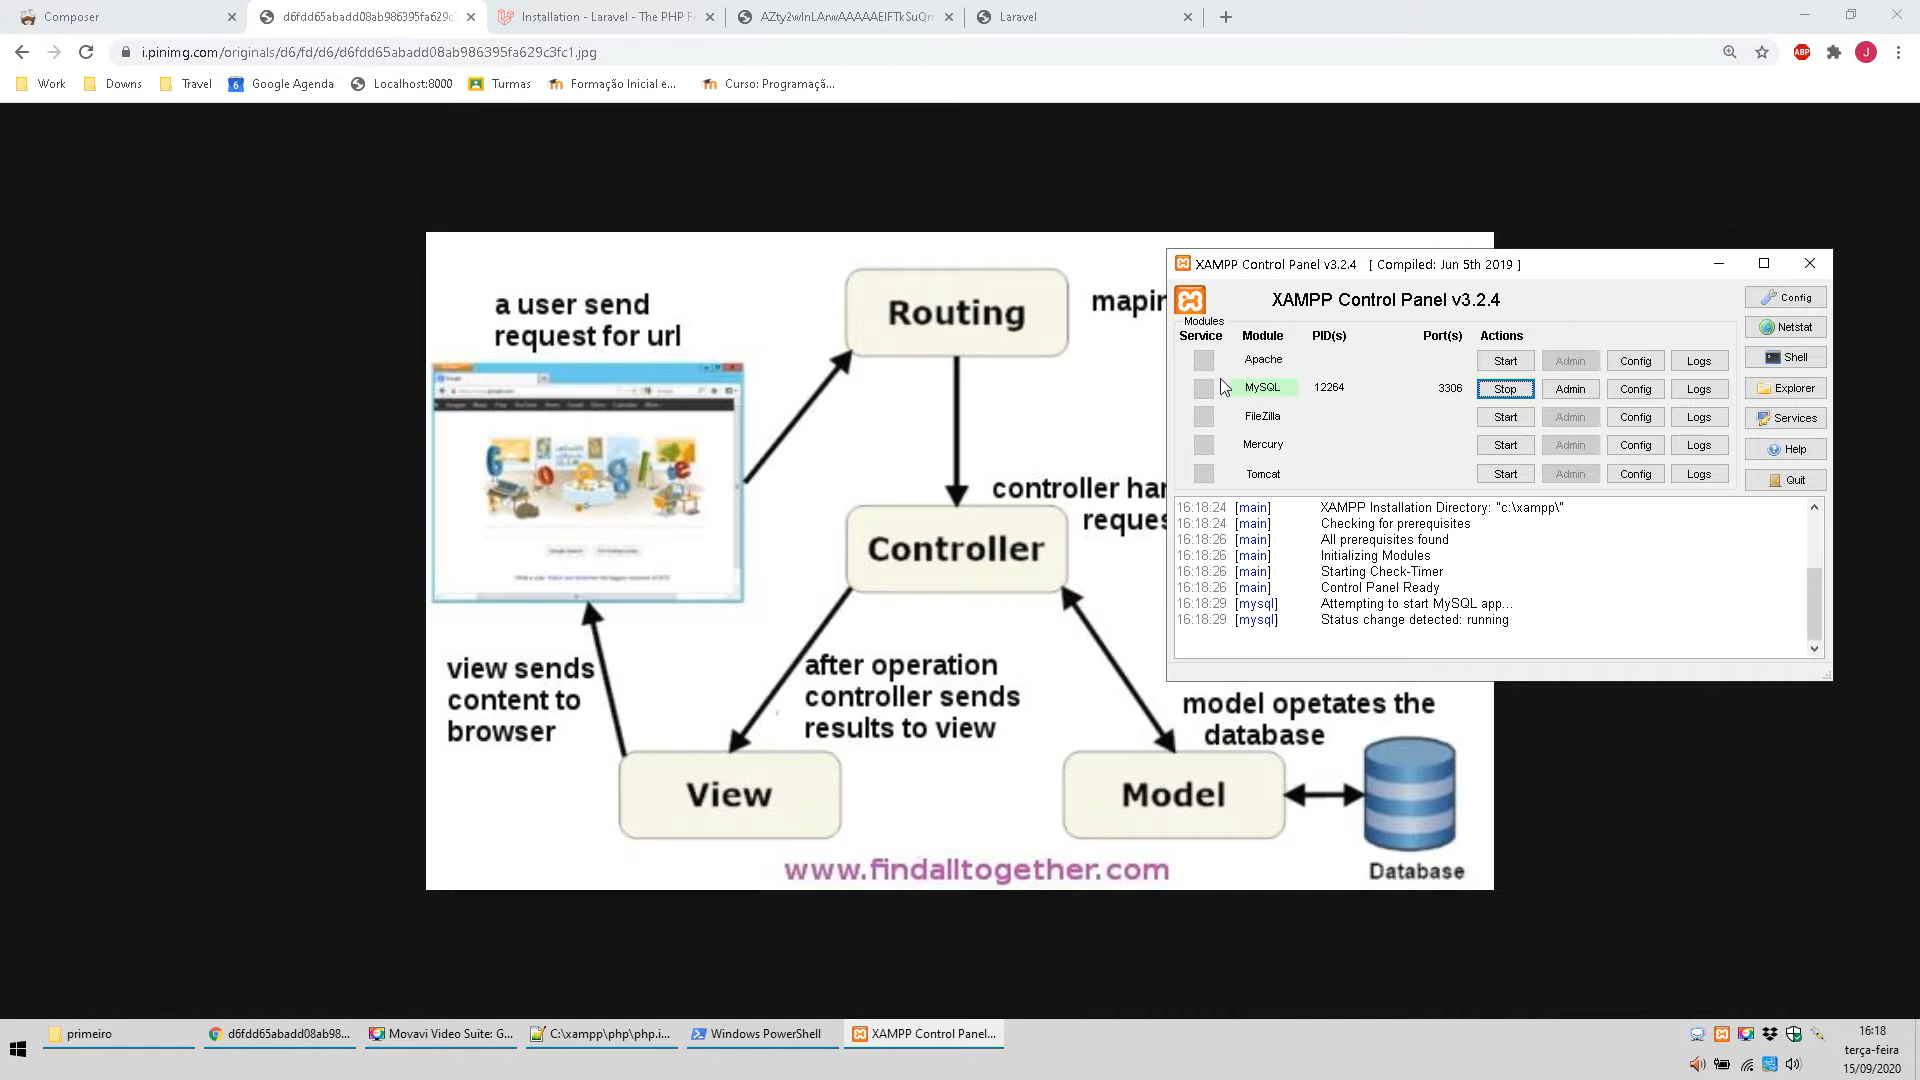 Composer
d6fdd65abadd08ab986395fa629c3
Installation - Laravel - The PHP F
AZty2wInLArwAAAAAElFTkSuQm
Laravel
i.pinimg.com/originals/d6/fd/d6/d6fdd65abadd08ab986395fa629c3fc1.jpg
ABP
J
Work
Downs
Travel
6
Google Agenda
Localhost:8000
Turmas
Formação Inicial e...
Curso: Programaçã...
a user send
request for url
Routing
mapin
Google
controller han
reques
Controller
view sends
content to
browser
after operation
controller sends
results to view
model opetates the
database
View
Model
Database
www.findalltogether.com
XAMPP Control Panel v3.2.4 [ Compiled: Jun 5th 2019 ]
XAMPP Control Panel v3.2.4
Config
Modules
Service Module PID(s) Port(s) Actions
Netstat
Apache Start Admin Config Logs
Shell
MySQL 12264 3306 Stop Admin Config Logs
Explorer
FileZilla Start Admin Config Logs
Services
Mercury Start Admin Config Logs
Help
Tomcat Start Admin Config Logs
Quit
16:18:24 [main] XAMPP Installation Directory: "c:\xampp\"
16:18:24 [main] Checking for prerequisites
16:18:26 [main] All prerequisites found
16:18:26 [main] Initializing Modules
16:18:26 [main] Starting Check-Timer
16:18:26 [main] Control Panel Ready
16:18:29 [mysql] Attempting to start MySQL app...
16:18:29 [mysql] Status change detected: running
primeiro
d6fdd65abadd08ab98...
Movavi Video Suite: G...
C:\xampp\php\php.i...
Windows PowerShell
XAMPP Control Panel...
16:18
terça-feira
15/09/2020